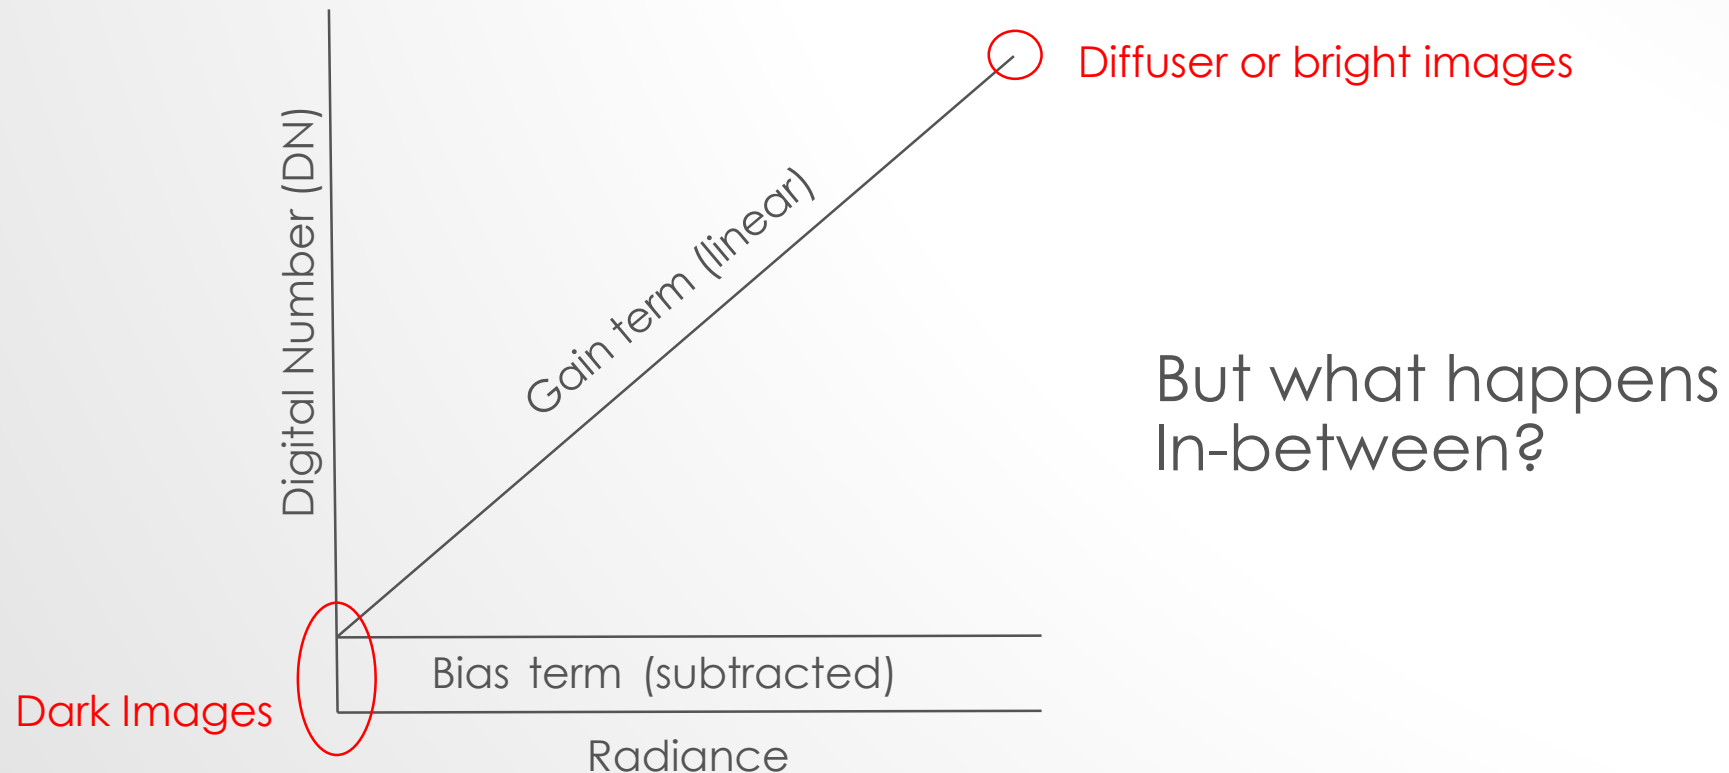 Diffuser or bright images
Digital Number (DN)
Gain term (linear)
But what happens
In-between?
Bias term (subtracted)
Dark Images
Radiance